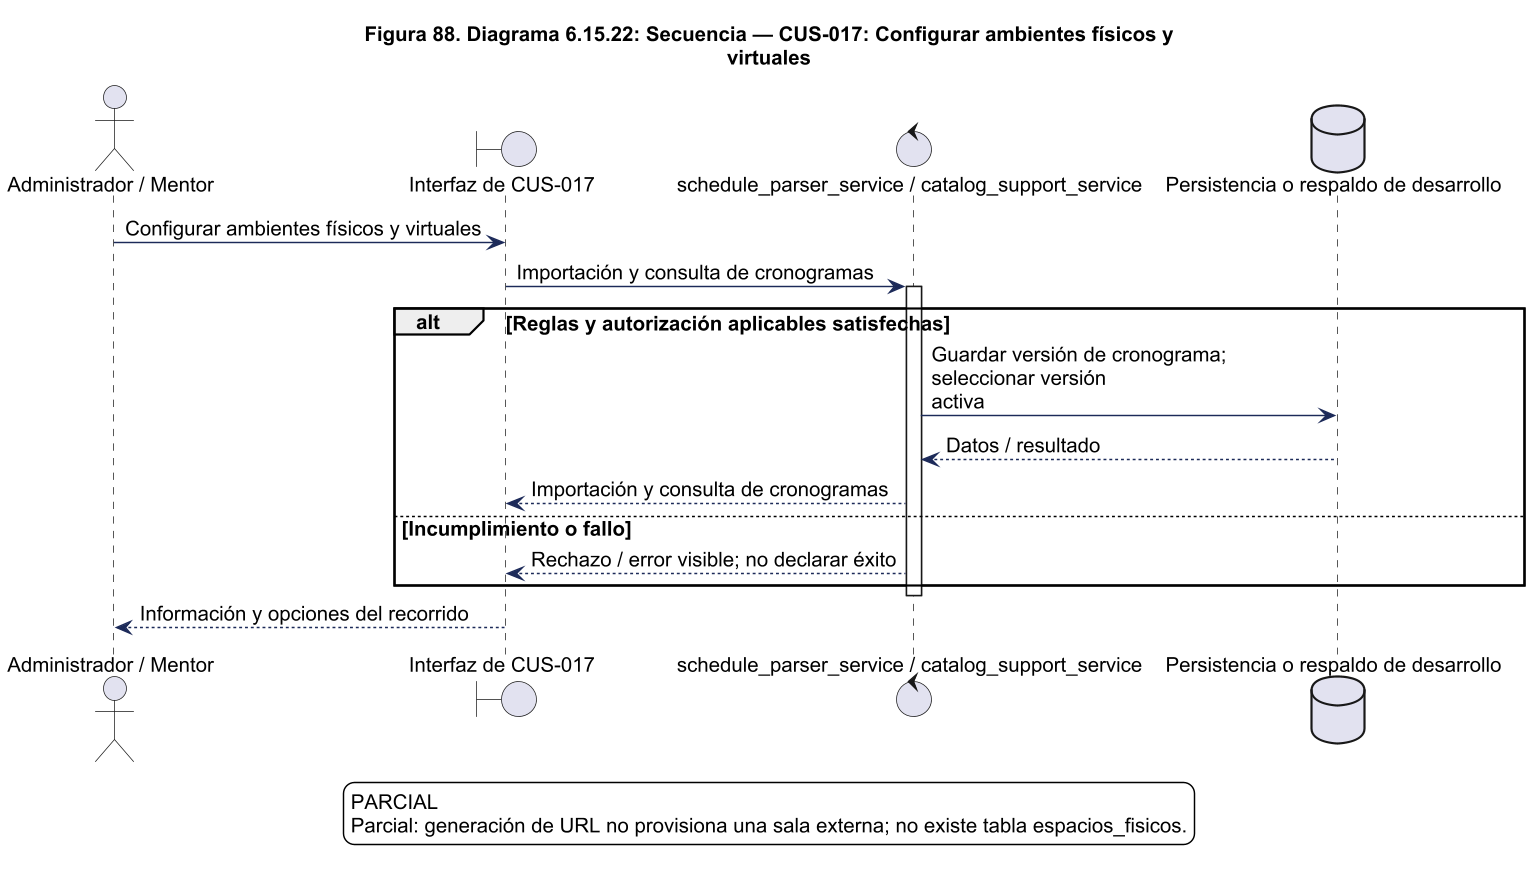 Figura 88. Diagrama 6.15.22: Secuencia — CUS-017: Configurar ambientes físicos y
virtuales
Administrador / Mentor
Interfaz de CUS-017
schedule_parser_service / catalog_support_service
Persistencia o respaldo de desarrollo
Configurar ambientes físicos y virtuales
Importación y consulta de cronogramas
alt
[Reglas y autorización aplicables satisfechas]
Guardar versión de cronograma;
seleccionar versión
activa
Datos / resultado
Importación y consulta de cronogramas
[Incumplimiento o fallo]
Rechazo / error visible; no declarar éxito
Información y opciones del recorrido
Administrador / Mentor
Interfaz de CUS-017
schedule_parser_service / catalog_support_service
Persistencia o respaldo de desarrollo
PARCIAL
Parcial: generación de URL no provisiona una sala externa; no existe tabla espacios_fisicos.